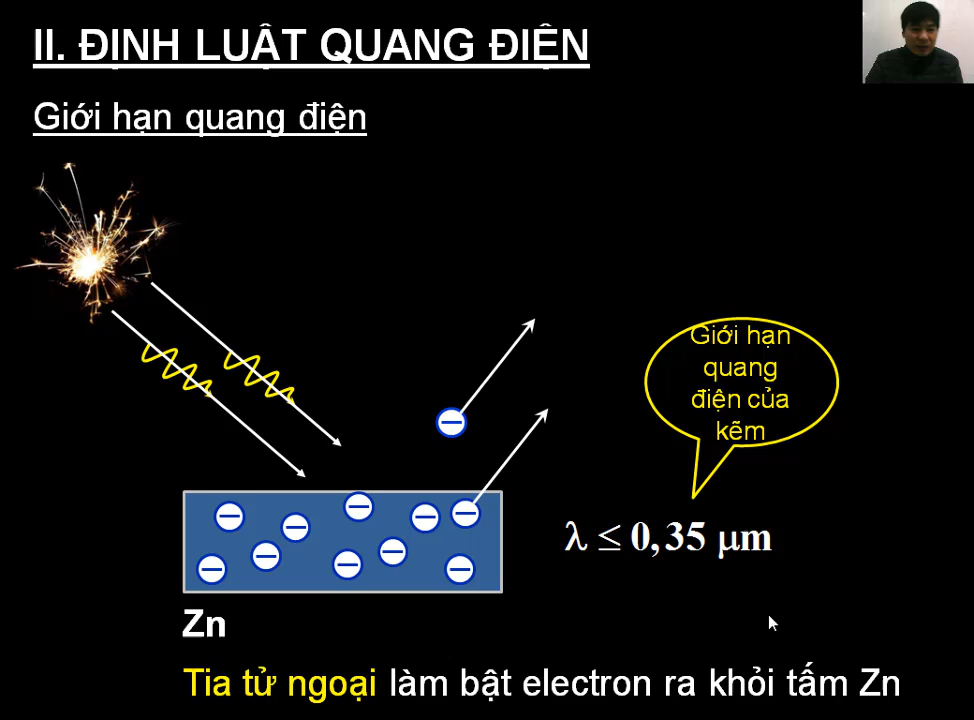 II. ĐỊNH LUẬT QUANG ĐIỆN
Giới hạn quang điện
Giới hạn
quang
điện của
kẽm
λ ≤ 0,35 μm
Zn
Tia tử ngoại làm bật electron ra khỏi tấm Zn